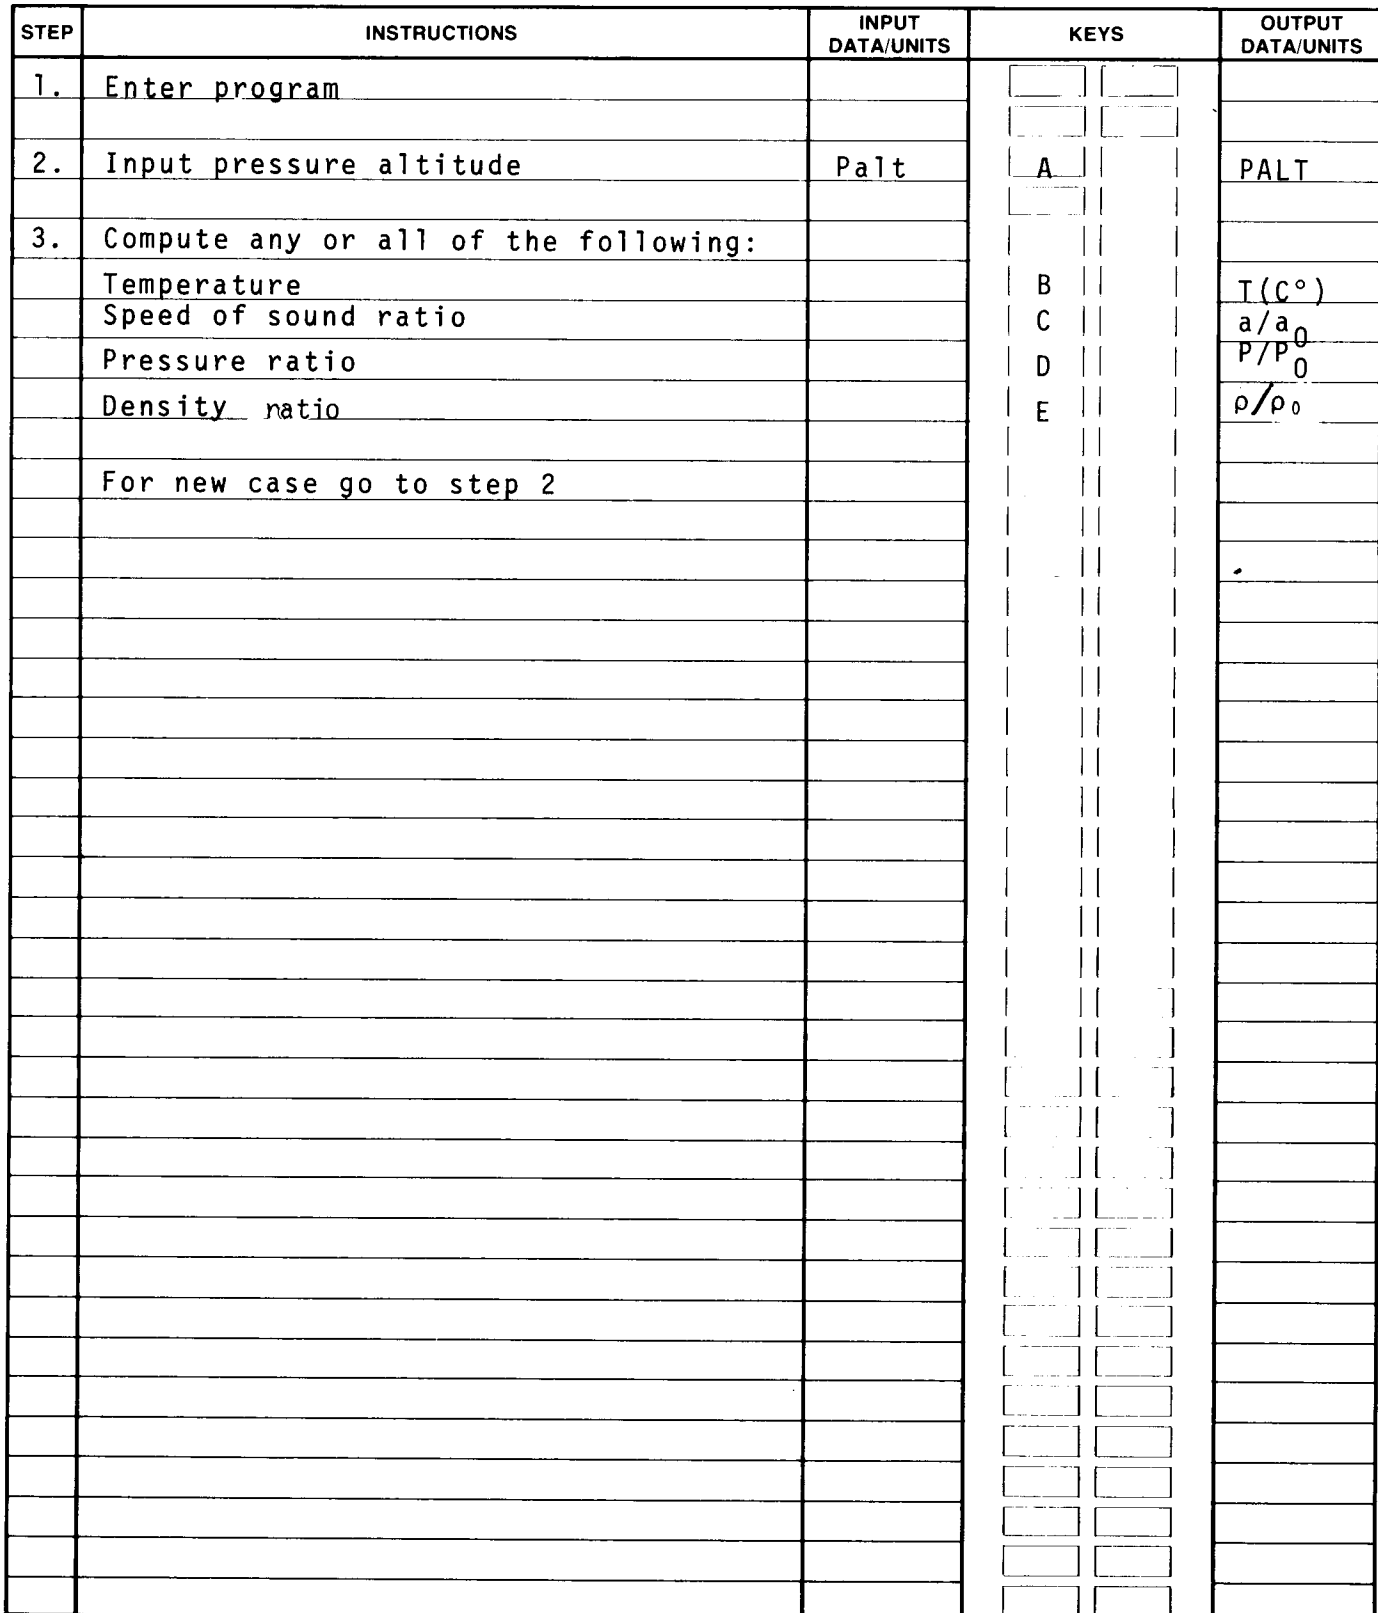 STEP INSTRUCTIONS INPUT DATA/UNITS KEYS OUTPUT DATA/UNITS
1. Enter program
2. Input pressure altitude Palt A PALT
3. Compute any or all of the following:
Temperature B T(C°)
Speed of sound ratio C a/a0
Pressure ratio D P/P0
Density ratio E ρ/ρ0
For new case go to step 2